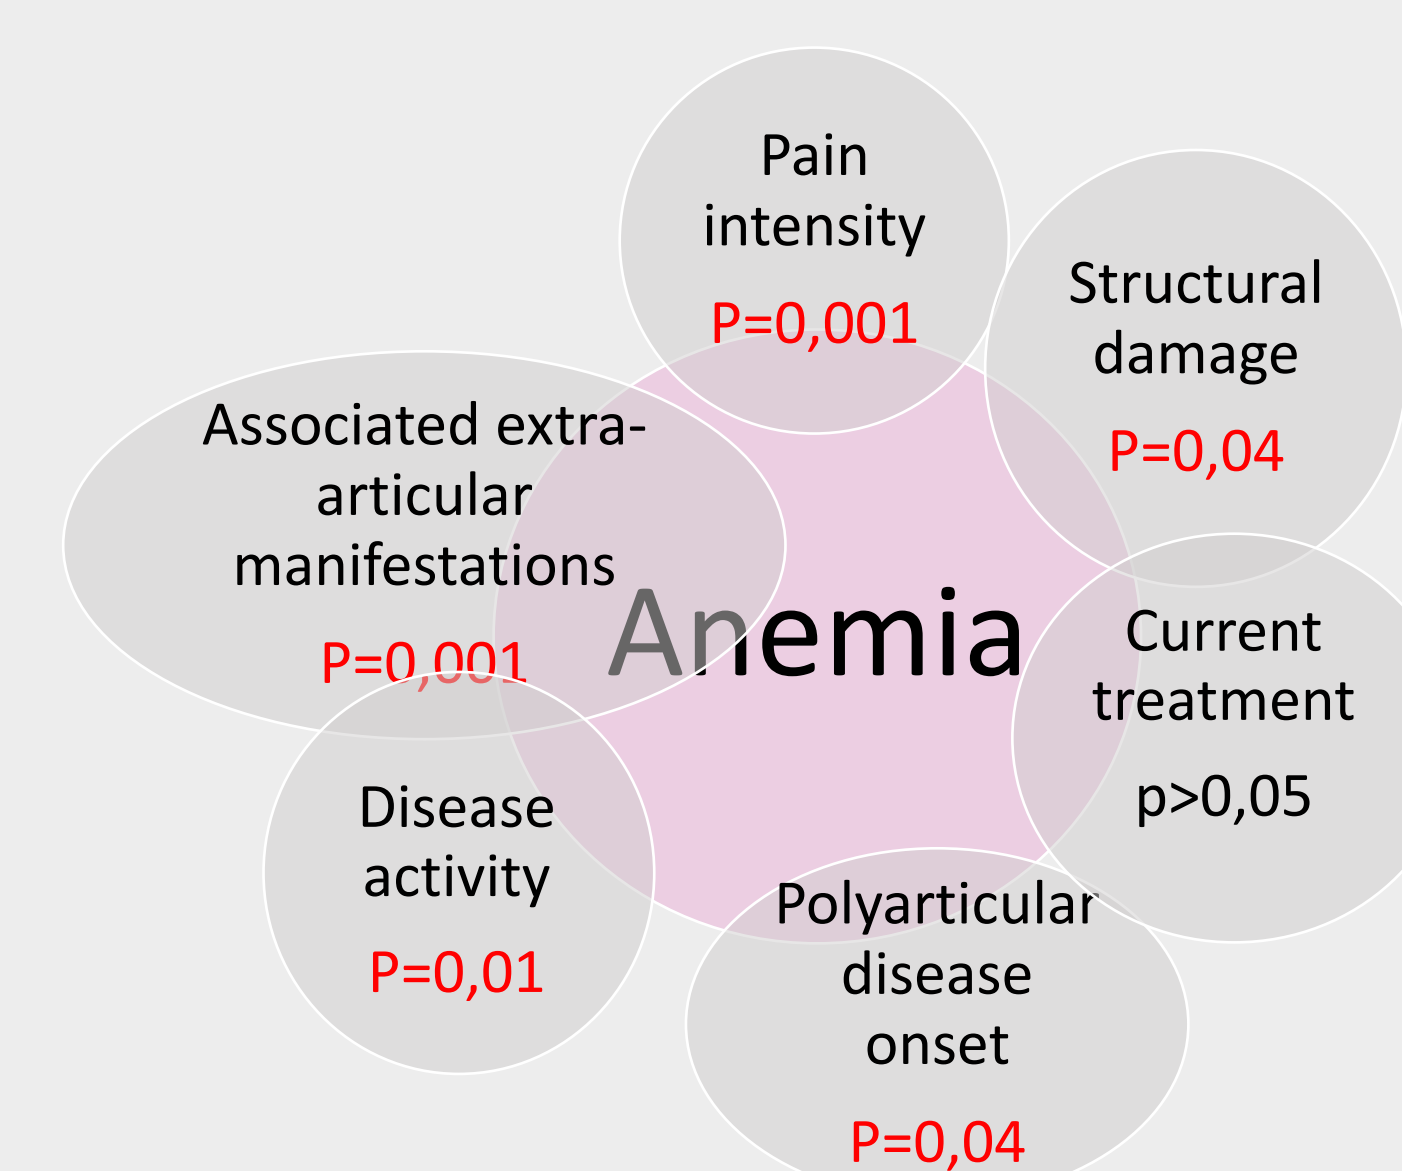 Pain
intensity
P=0,001
Structural
damage
P=0,04
Associated extra-
articular
manifestations
P=0,001
Anemia
Current
treatment
p>0,05
Disease
activity
P=0,01
Polyarticular
disease
onset
P=0,04